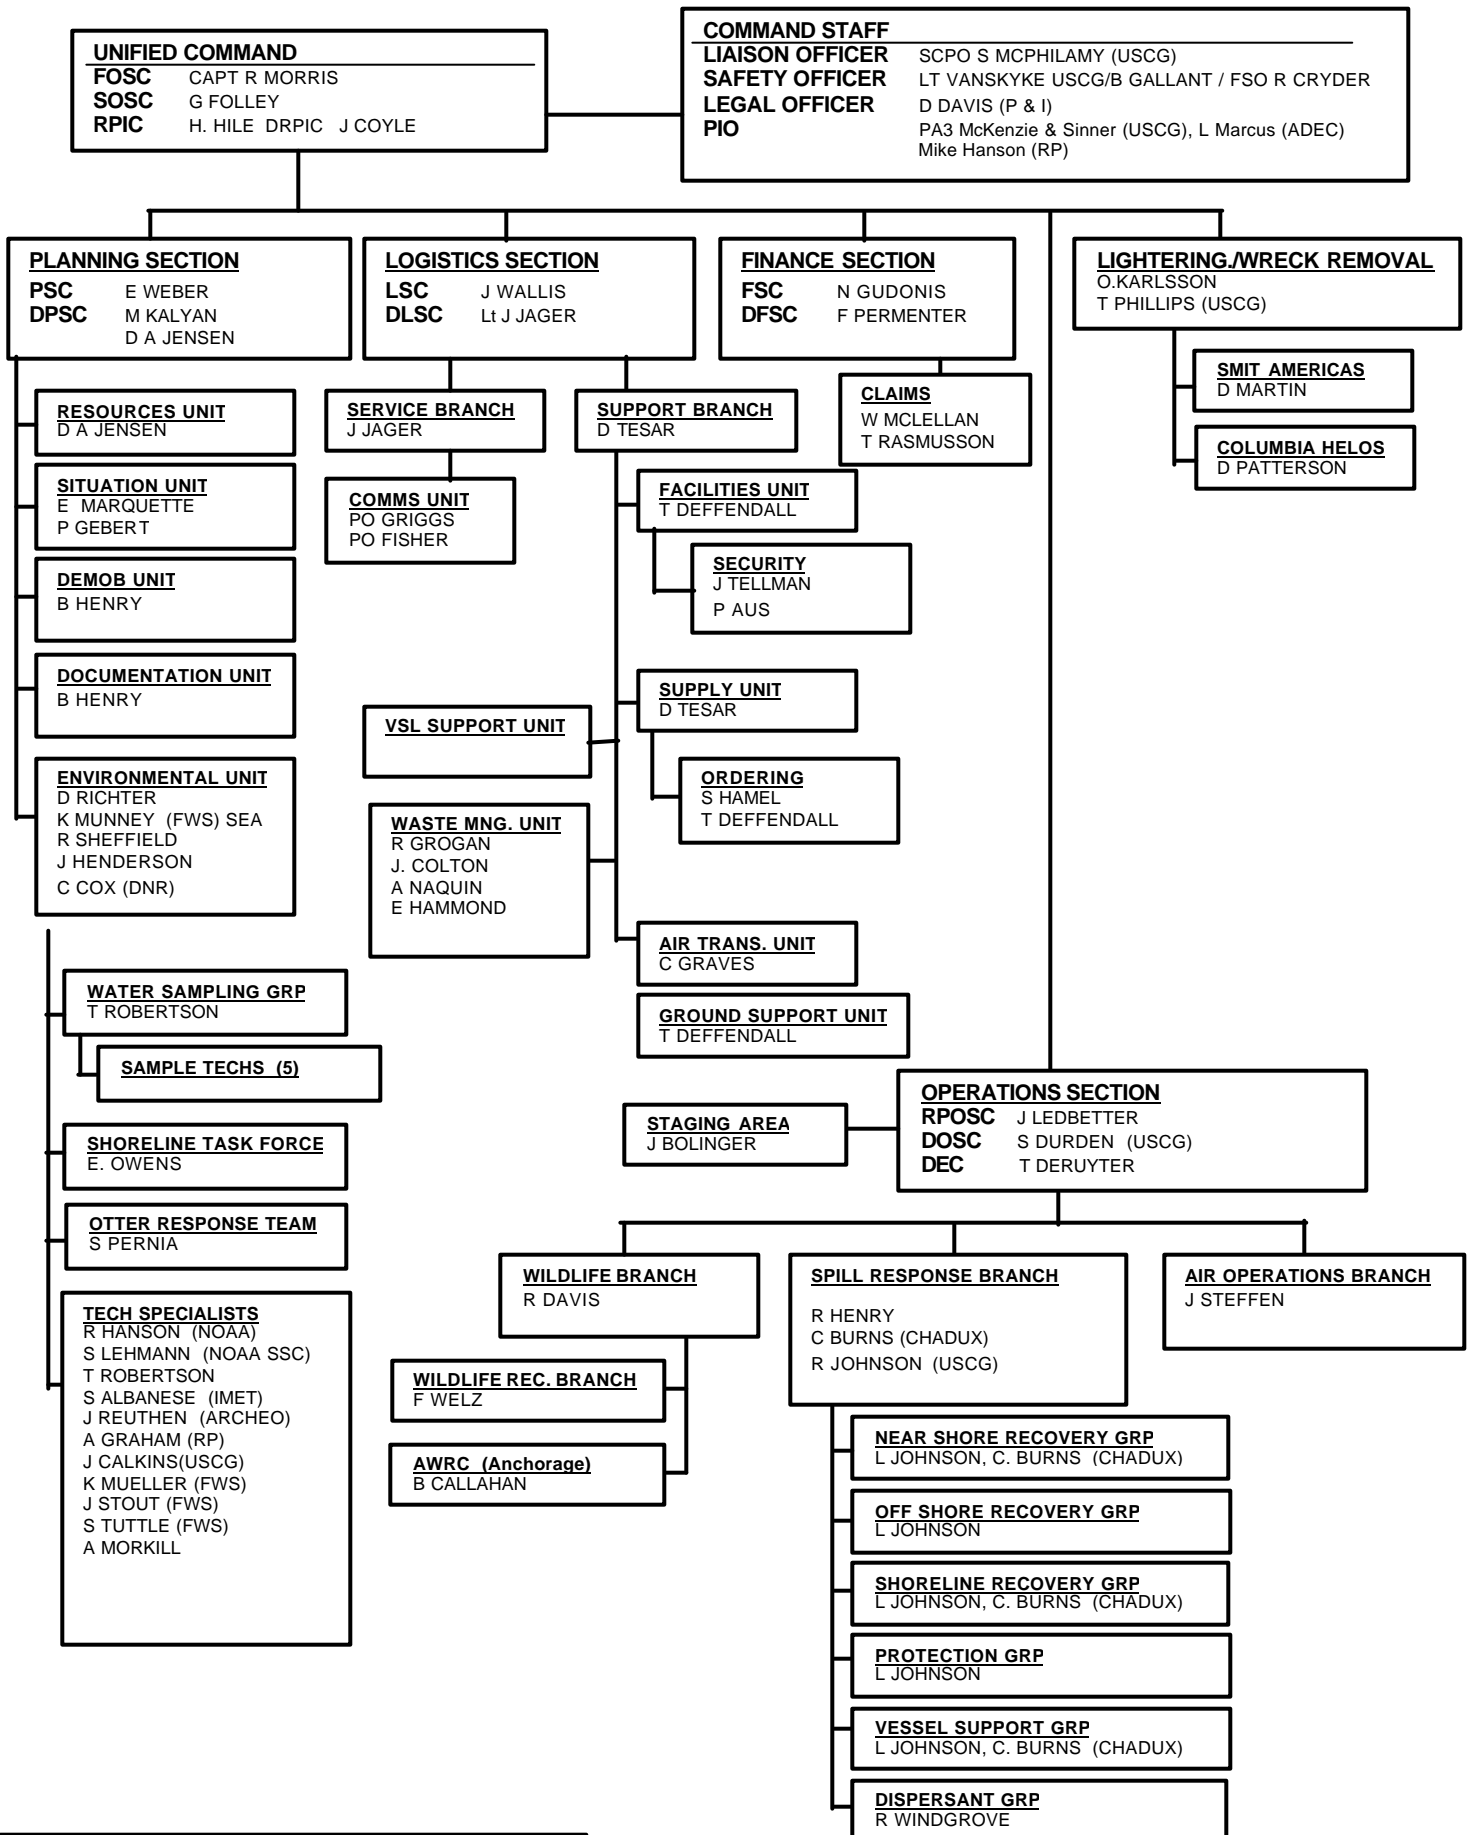 UNIFIED COMMAND
FOSC CAPT R MORRIS
SOSC G FOLLEY
RPIC H. HILE DRPIC J COYLE
COMMAND STAFF
LIAISON OFFICER SCPO S MCPHILAMY (USCG)
SAFETY OFFICER LT VANSKYKE USCG/B GALLANT / FSO R CRYDER
LEGAL OFFICER D DAVIS (P & I)
PIO PA3 McKenzie & Sinner (USCG), L Marcus (ADEC)
Mike Hanson (RP)
PLANNING SECTION
PSC E WEBER
DPSC M KALYAN
D A JENSEN
LOGISTICS SECTION
LSC J WALLIS
DLSC Lt J JAGER
FINANCE SECTION
FSC N GUDONIS
DFSC F PERMENTER
LIGHTERING./WRECK REMOVAL
O.KARLSSON
T PHILLIPS (USCG)
SMIT AMERICAS
D MARTIN
COLUMBIA HELOS
D PATTERSON
CLAIMS
W MCLELLAN
T RASMUSSON
RESOURCES UNIT
D A JENSEN
SITUATION UNIT
E MARQUETTE
P GEBERT
DEMOB UNIT
B HENRY
DOCUMENTATION UNIT
B HENRY
ENVIRONMENTAL UNIT
D RICHTER
K MUNNEY (FWS) SEA
R SHEFFIELD
J HENDERSON
C COX (DNR)
WATER SAMPLING GRP
T ROBERTSON
SAMPLE TECHS (5)
SHORELINE TASK FORCE
E. OWENS
OTTER RESPONSE TEAM
S PERNIA
TECH SPECIALISTS
R HANSON (NOAA)
S LEHMANN (NOAA SSC)
T ROBERTSON
S ALBANESE (IMET)
J REUTHEN (ARCHEO)
A GRAHAM (RP)
J CALKINS(USCG)
K MUELLER (FWS)
J STOUT (FWS)
S TUTTLE (FWS)
A MORKILL
SERVICE BRANCH
J JAGER
COMMS UNIT
PO GRIGGS
PO FISHER
SUPPORT BRANCH
D TESAR
FACILITIES UNIT
T DEFFENDALL
SECURITY
J TELLMAN
P AUS
SUPPLY UNIT
D TESAR
ORDERING
S HAMEL
T DEFFENDALL
VSL SUPPORT UNIT
WASTE MNG. UNIT
R GROGAN
J. COLTON
A NAQUIN
E HAMMOND
AIR TRANS. UNIT
C GRAVES
GROUND SUPPORT UNIT
T DEFFENDALL
OPERATIONS SECTION
RPOSC J LEDBETTER
DOSC S DURDEN (USCG)
DEC T DERUYTER
STAGING AREA
J BOLINGER
WILDLIFE BRANCH
R DAVIS
WILDLIFE REC. BRANCH
F WELZ
AWRC (Anchorage)
B CALLAHAN
SPILL RESPONSE BRANCH
R HENRY
C BURNS (CHADUX)
R JOHNSON (USCG)
AIR OPERATIONS BRANCH
J STEFFEN
NEAR SHORE RECOVERY GRP
L JOHNSON, C. BURNS (CHADUX)
OFF SHORE RECOVERY GRP
L JOHNSON
SHORELINE RECOVERY GRP
L JOHNSON, C. BURNS (CHADUX)
PROTECTION GRP
L JOHNSON
VESSEL SUPPORT GRP
L JOHNSON, C. BURNS (CHADUX)
DISPERSANT GRP
R WINDGROVE